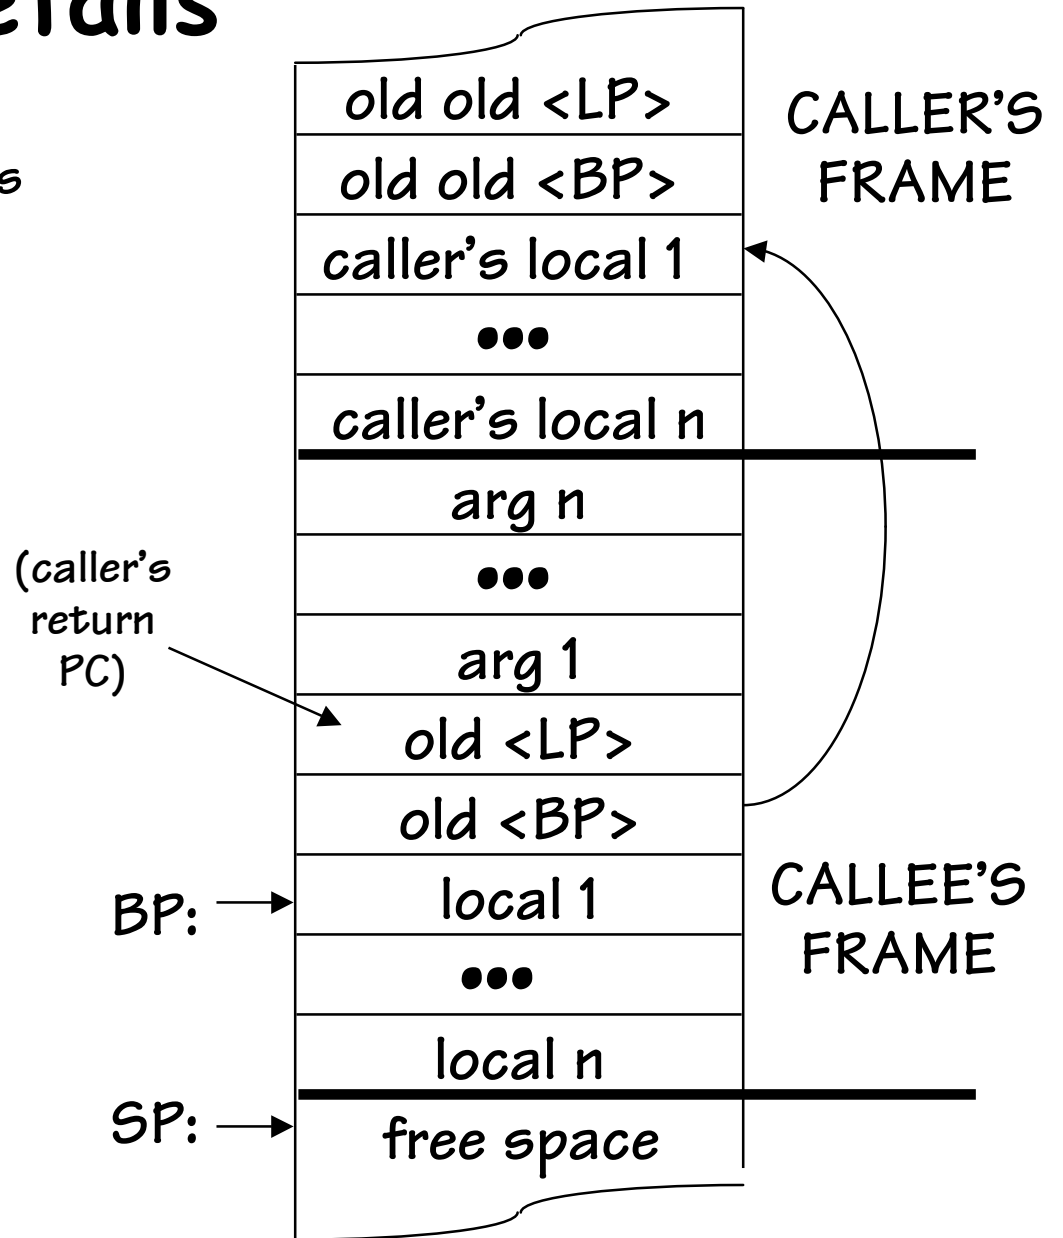 old old <LP>
old old <BP>
caller's local 1
•••
caller's local n
arg n
•••
arg 1
old <LP>
old <BP>
local 1
•••
local n
free space
CALLER'S
FRAME
(caller's
return
PC)
BP:
SP:
CALLEE'S
FRAME